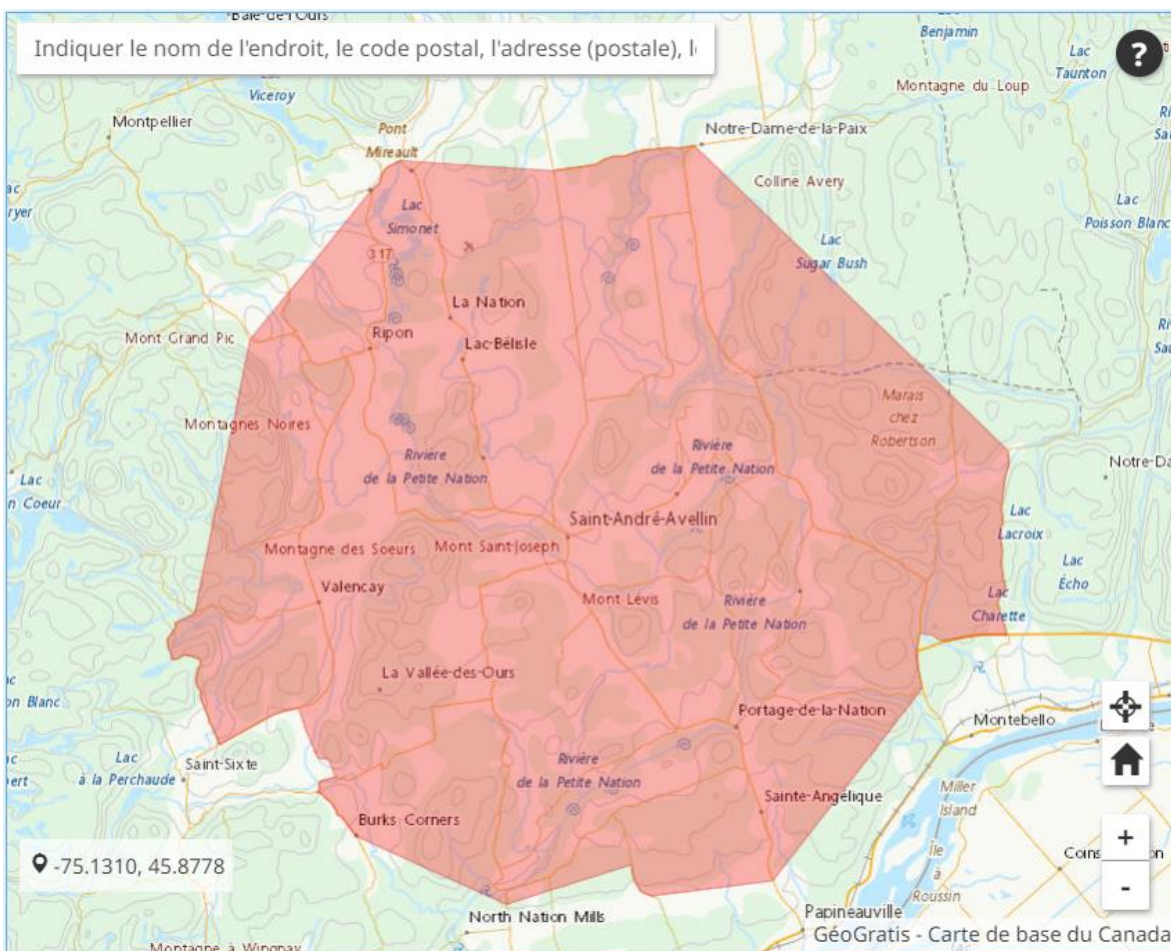 Baie-de-l'Ours
Indiquer le nom de l'endroit, le code postal, l'adresse (postale), l
?
Lac
Benjamin
Lac
Taunton
Lac
Viceroy
Montagne du Loup
Montpellier
Pont
Mireault
Notre-Dame-de-la-Paix
Colline Avery
Lac
Simonet
Lac
Poisson Blanc
Lac
Sugar Bush
317
La Nation
Mont Grand Pic
Ripon
Lac-Bélisle
Montagnes Noires
Marais
chez
Robertson
Rivière
de la Petite Nation
Rivière
de la Petite Nation
Notre-Da
Lac
n Coeur
Lac
Lacroix
Saint-André-Avellin
Montagne des Soeurs
Mont Saint-Joseph
Lac
Écho
Valencay
Mont Lévis
Rivière
de la Petite Nation
Lac
Charette
La Vallée-des-Ours
on Blanc
Portage-de-la-Nation
Montebello
Lac
à la Perchaude
Saint-Sixte
Rivière
de la Petite Nation
Miller
Island
Sainte-Angelique
Burks Corners
+
-75.1310, 45.8778
Île
à
Roussin
-
North Nation Mills
Papineauville
GéoGratis - Carte de base du Canada
Montagne à Wingnay